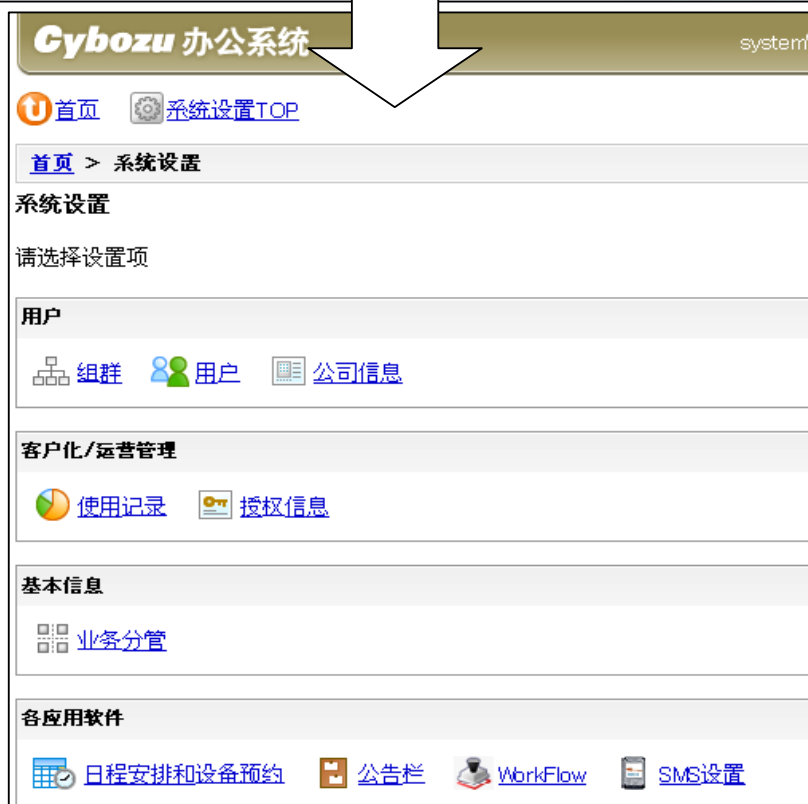 Cybozu 办公系统 system
首页 系统设置TOP
首页 > 系统设置
系统设置
请选择设置项
用户
组群 用户 公司信息
客户化/运营管理
使用记录 授权信息
基本信息
业务分管
各应用软件
日程安排和设备预约 公告栏 WorkFlow SMS设置